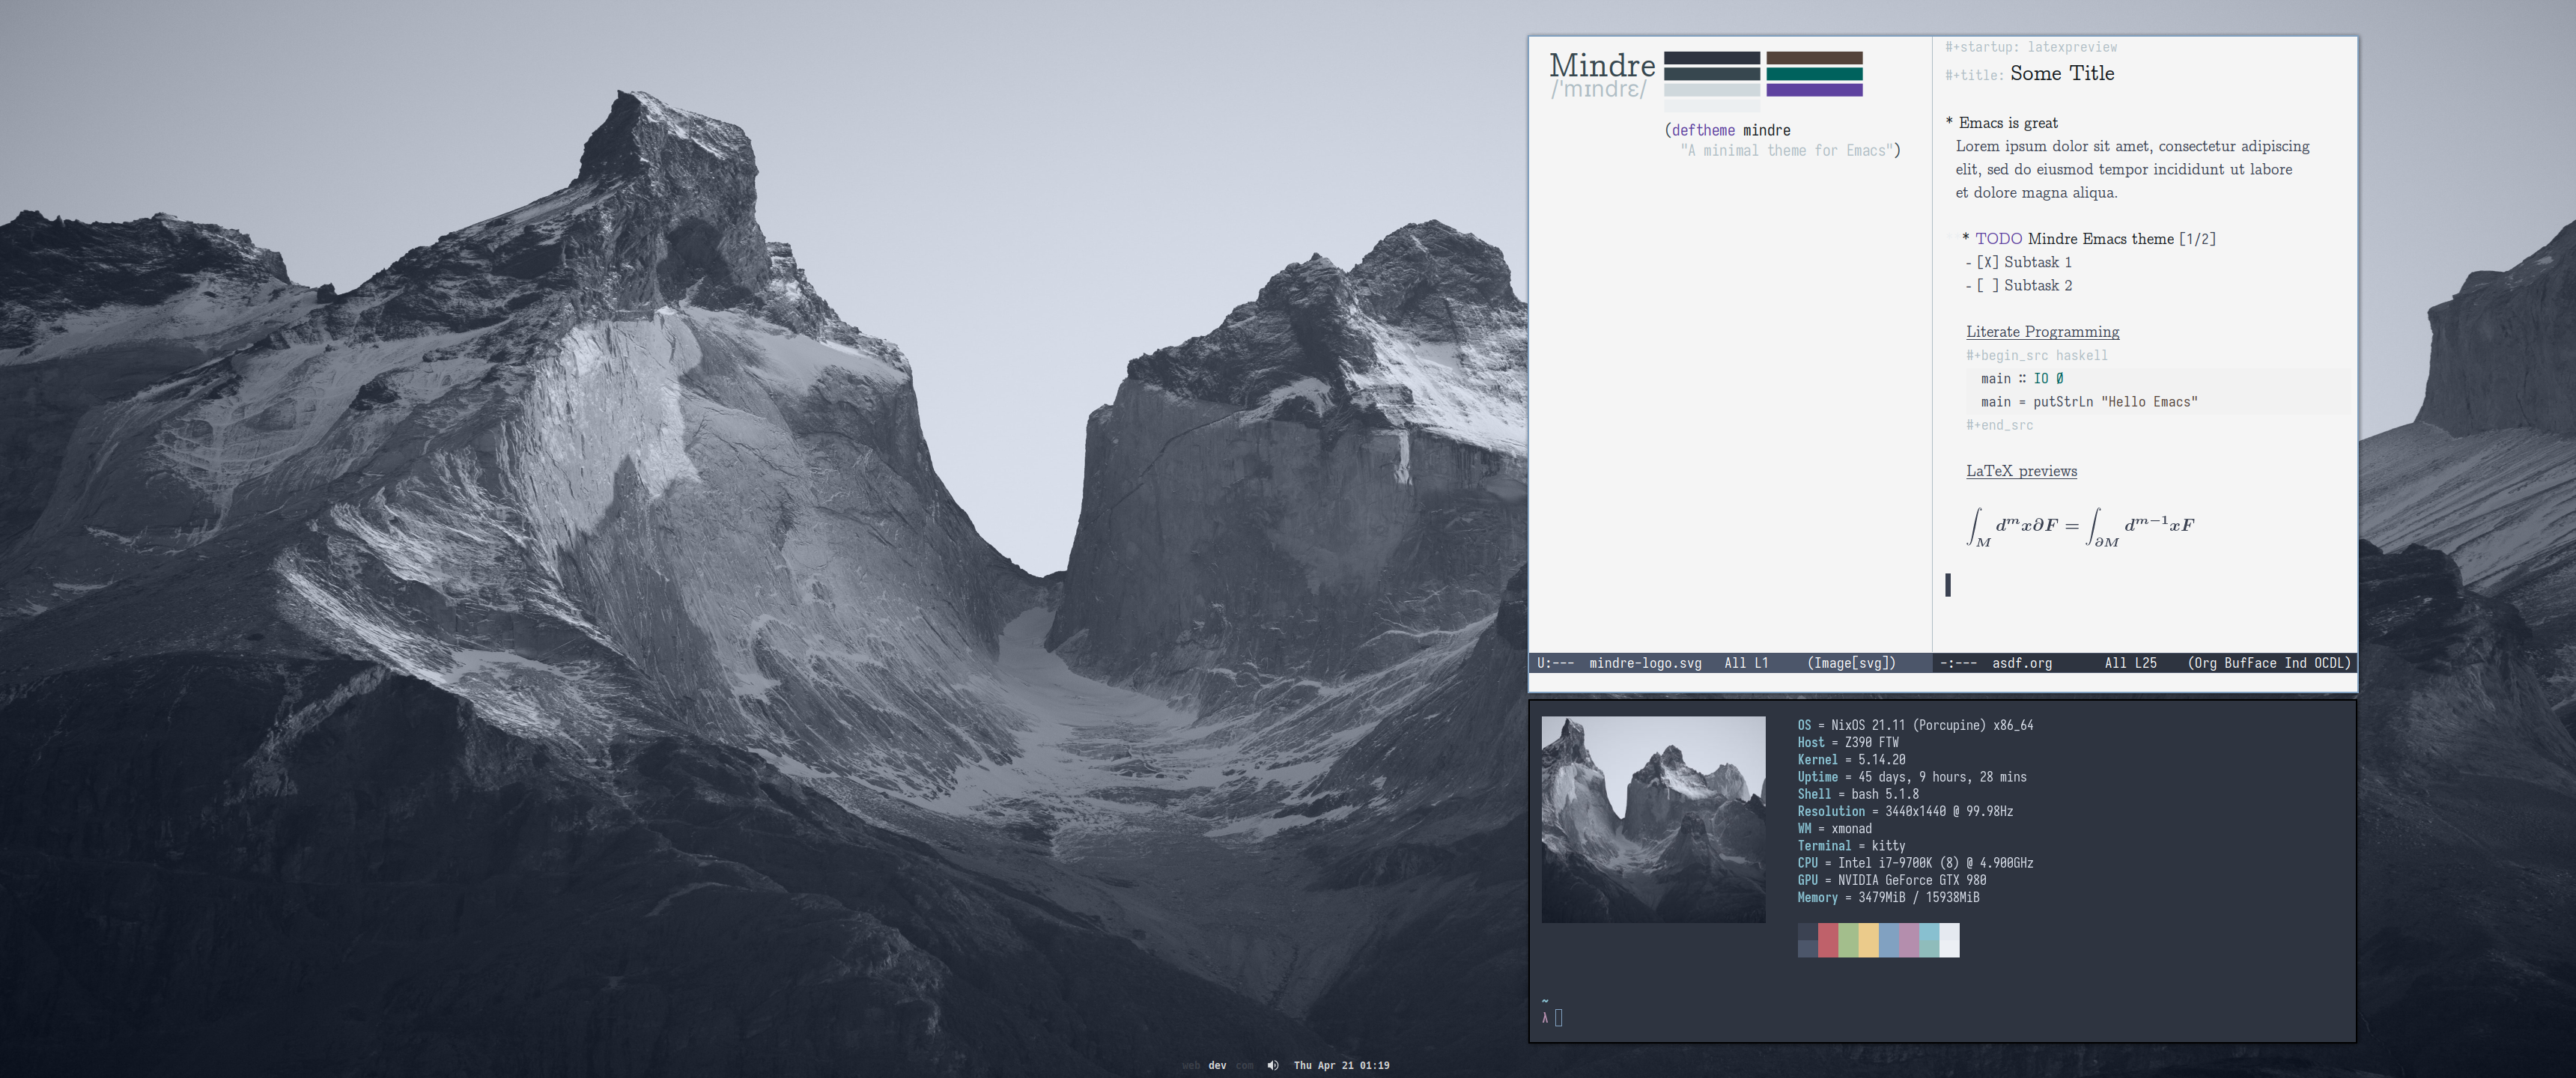 Mindre
/'mɪndrɛ/
(deftheme mindre
"A minimal theme for Emacs")
U:---  mindre-logo.svg   All L1     (Image[svg])
#+startup: latexpreview
#+title: Some Title
* Emacs is great
Lorem ipsum dolor sit amet, consectetur adipiscing
elit, sed do eiusmod tempor incididunt ut labore
et dolore magna aliqua.
* TODO Mindre Emacs theme [1/2]
- [X] Subtask 1
- [ ] Subtask 2
Literate Programming
#+begin_src haskell
main :: IO Ø
main = putStrLn "Hello Emacs"
#+end_src
LaTeX previews
∫_M d^m x∂F = ∫_∂M d^{m−1} xF
-:---  asdf.org       All L25    (Org BufFace Ind OCDL)
OS = NixOS 21.11 (Porcupine) x86_64
Host = Z390 FTW
Kernel = 5.14.20
Uptime = 45 days, 9 hours, 28 mins
Shell = bash 5.1.8
Resolution = 3440x1440 @ 99.98Hz
WM = xmonad
Terminal = kitty
CPU = Intel i7-9700K (8) @ 4.900GHz
GPU = NVIDIA GeForce GTX 980
Memory = 3479MiB / 15938MiB
~
λ
web dev com Thu Apr 21 01:19